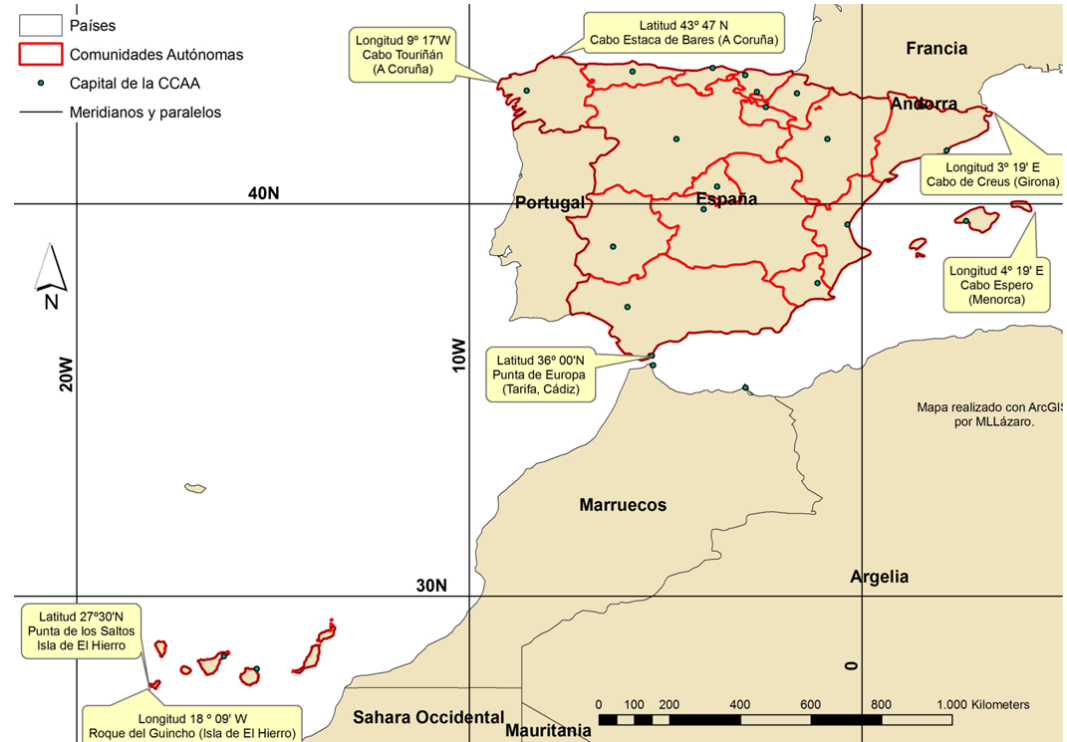 Países
Comunidades Autónomas
Capital de la CCAA
Meridianos y paralelos
Longitud 9º 17'W
Cabo Touriñán
(A Coruña)
Latitud 43º 47 N
Cabo Estaca de Bares (A Coruña)
Francia
Andorra
Longitud 3º 19' E
Cabo de Creus (Girona)
40N
Portugal
España
Longitud 4º 19' E
Cabo Espero
(Menorca)
N
20W
10W
Latitud 36º 00'N
Punta de Europa
(Tarifa, Cádiz)
Mapa realizado con ArcGIS
por MLLázaro.
Marruecos
30N
Argelia
Latitud 27º30'N
Punta de los Saltos
Isla de El Hierro
0
Longitud 18 º 09' W
Roque del Guincho (Isla de El Hierro)
Sahara Occidental
Mauritania
0 200 400 600 800 1.000 Kilometers